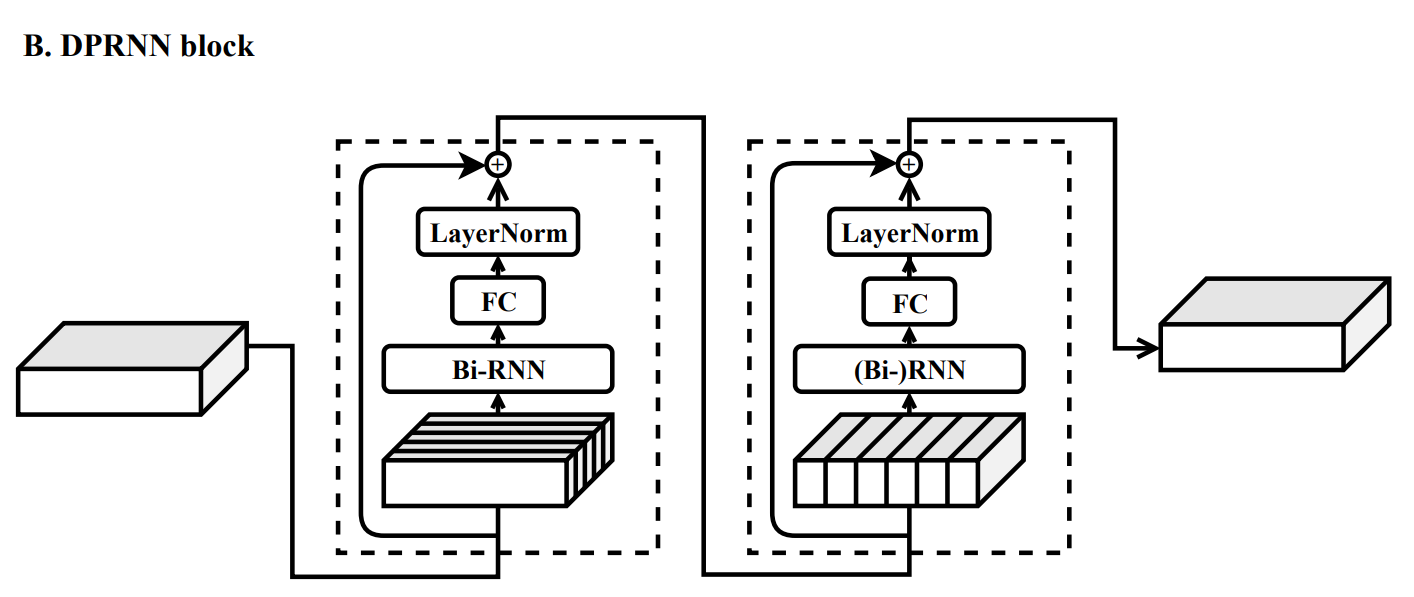 B. DPRNN block
+
LayerNorm
FC
Bi-RNN
+
LayerNorm
FC
(Bi-)RNN